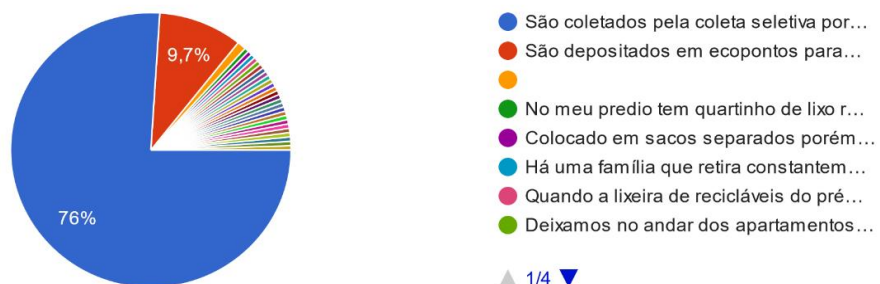 9,7%
76%
São coletados pela coleta seletiva por…
São depositados em ecopontos para…
No meu predio tem quartinho de lixo r…
Colocado em sacos separados porém…
Há uma família que retira constantem…
Quando a lixeira de recicláveis do pré…
Deixamos no andar dos apartamentos…
1/4